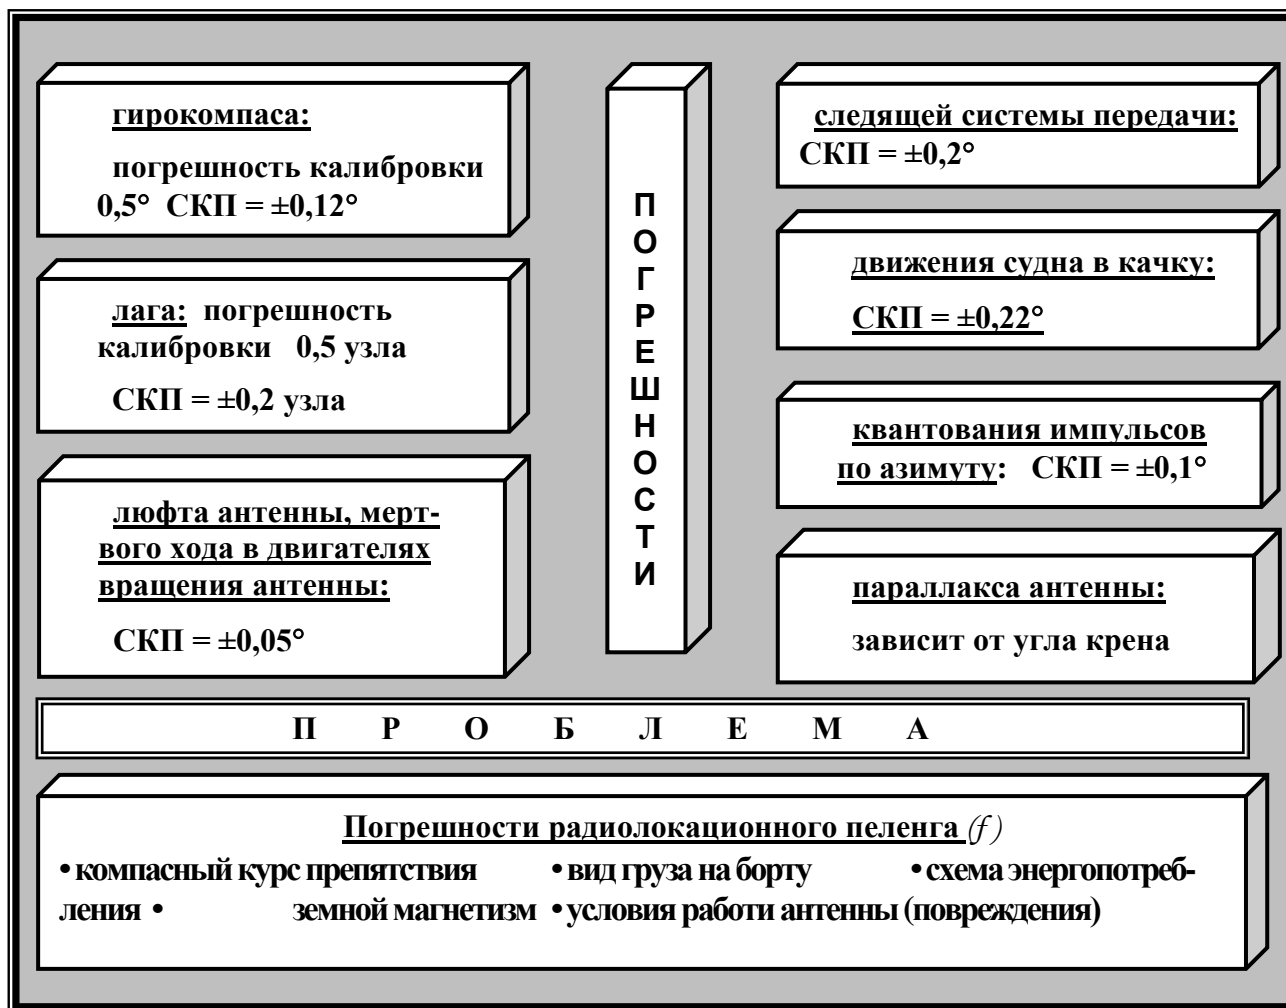 гирокомпаса:
погрешность калибровки
0,5° СКП = ±0,12°
лага: погрешность
калибровки 0,5 узла
СКП = ±0,2 узла
люфта антенны, мерт-
вого хода в двигателях
вращения антенны:
СКП = ±0,05°
ПОГРЕШНОСТИ
следящей системы передачи:
СКП = ±0,2°
движения судна в качку:
СКП = ±0,22°
квантования импульсов
по азимуту: СКП = ±0,1°
параллакса антенны:
зависит от угла крена
П Р О Б Л Е М А
Погрешности радиолокационного пеленга (f)
• компасный курс препятствия • вид груза на борту • схема энергопотреб-
ления • земной магнетизм • условия работи антенны (повреждения)